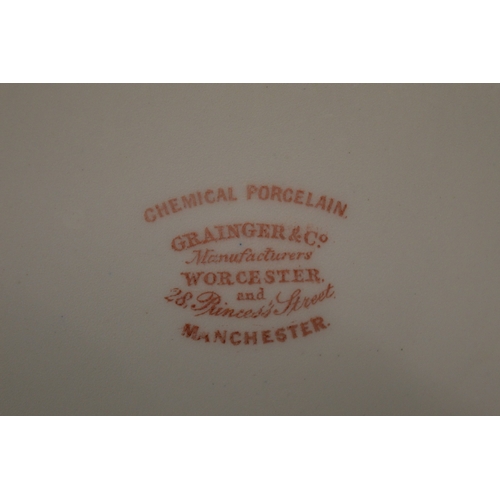 CHEMICAL PORCELAIN.
GRAINGER & Co.
Manufacturers
WORCESTER.
and
28, Princess's Street
MANCHESTER.